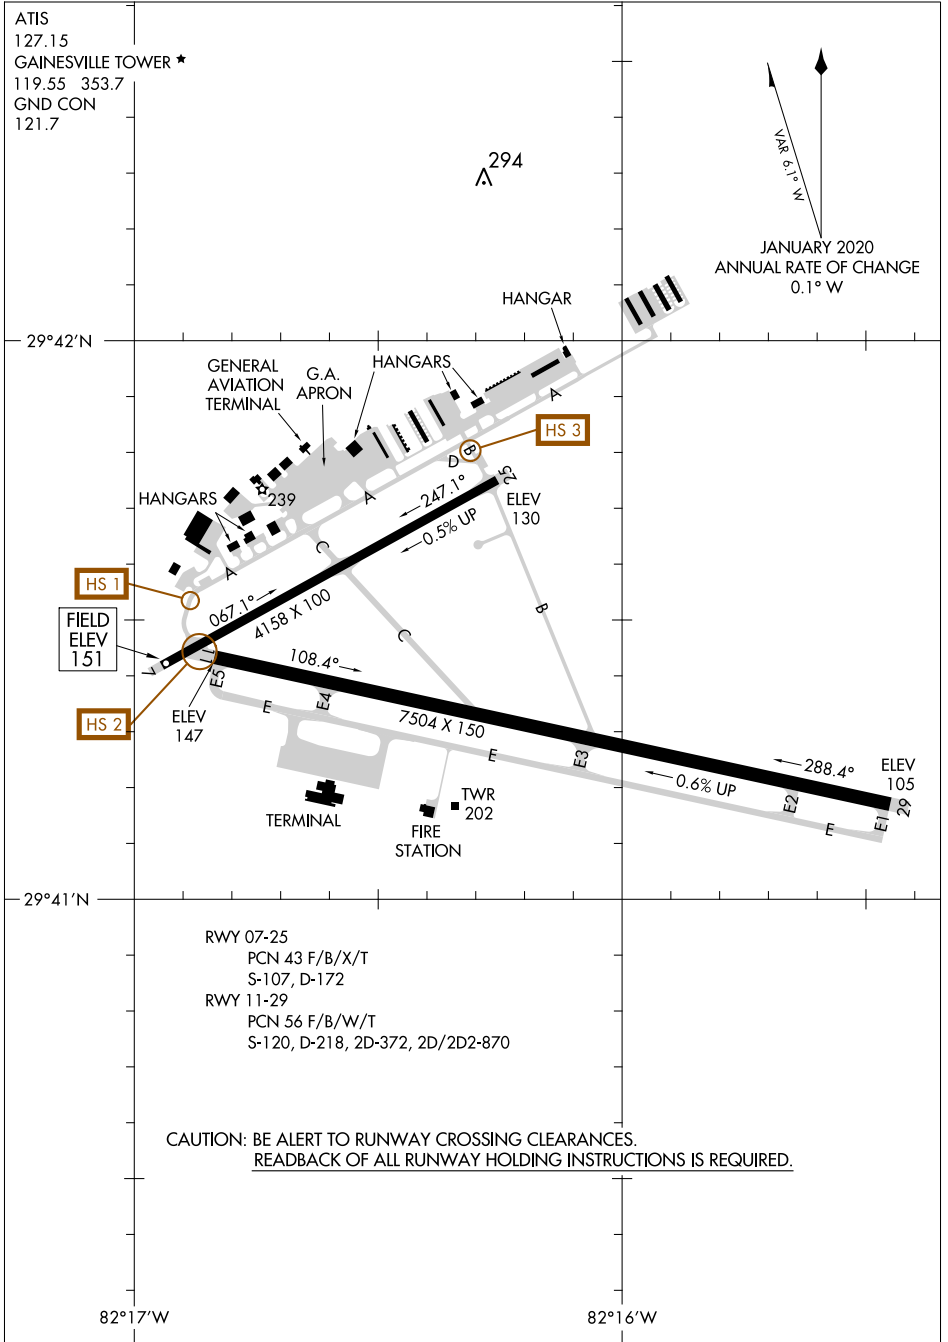 ATIS
127.15
GAINESVILLE TOWER ★
119.55 353.7
GND CON
121.7
294
VAR 6.1° W
JANUARY 2020
ANNUAL RATE OF CHANGE
0.1° W
HANGAR
29°42'N
GENERAL
AVIATION
TERMINAL
G.A.
APRON
HANGARS
A
HS 3
B
D
25
239
HANGARS
A
247.1°
ELEV
130
0.5% UP
C
A
HS 1
067.1°
4158 X 100
B
FIELD
ELEV
151
C
108.4°
11
V
E5
HS 2
ELEV
147
E
E4
7504 X 150
E
E3
288.4°
ELEV
105
0.6% UP
E2
29
E1
E
TERMINAL
TWR
202
FIRE
STATION
29°41'N
RWY 07-25
PCN 43 F/B/X/T
S-107, D-172
RWY 11-29
PCN 56 F/B/W/T
S-120, D-218, 2D-372, 2D/2D2-870
CAUTION: BE ALERT TO RUNWAY CROSSING CLEARANCES.
READBACK OF ALL RUNWAY HOLDING INSTRUCTIONS IS REQUIRED.
82°17'W
82°16'W